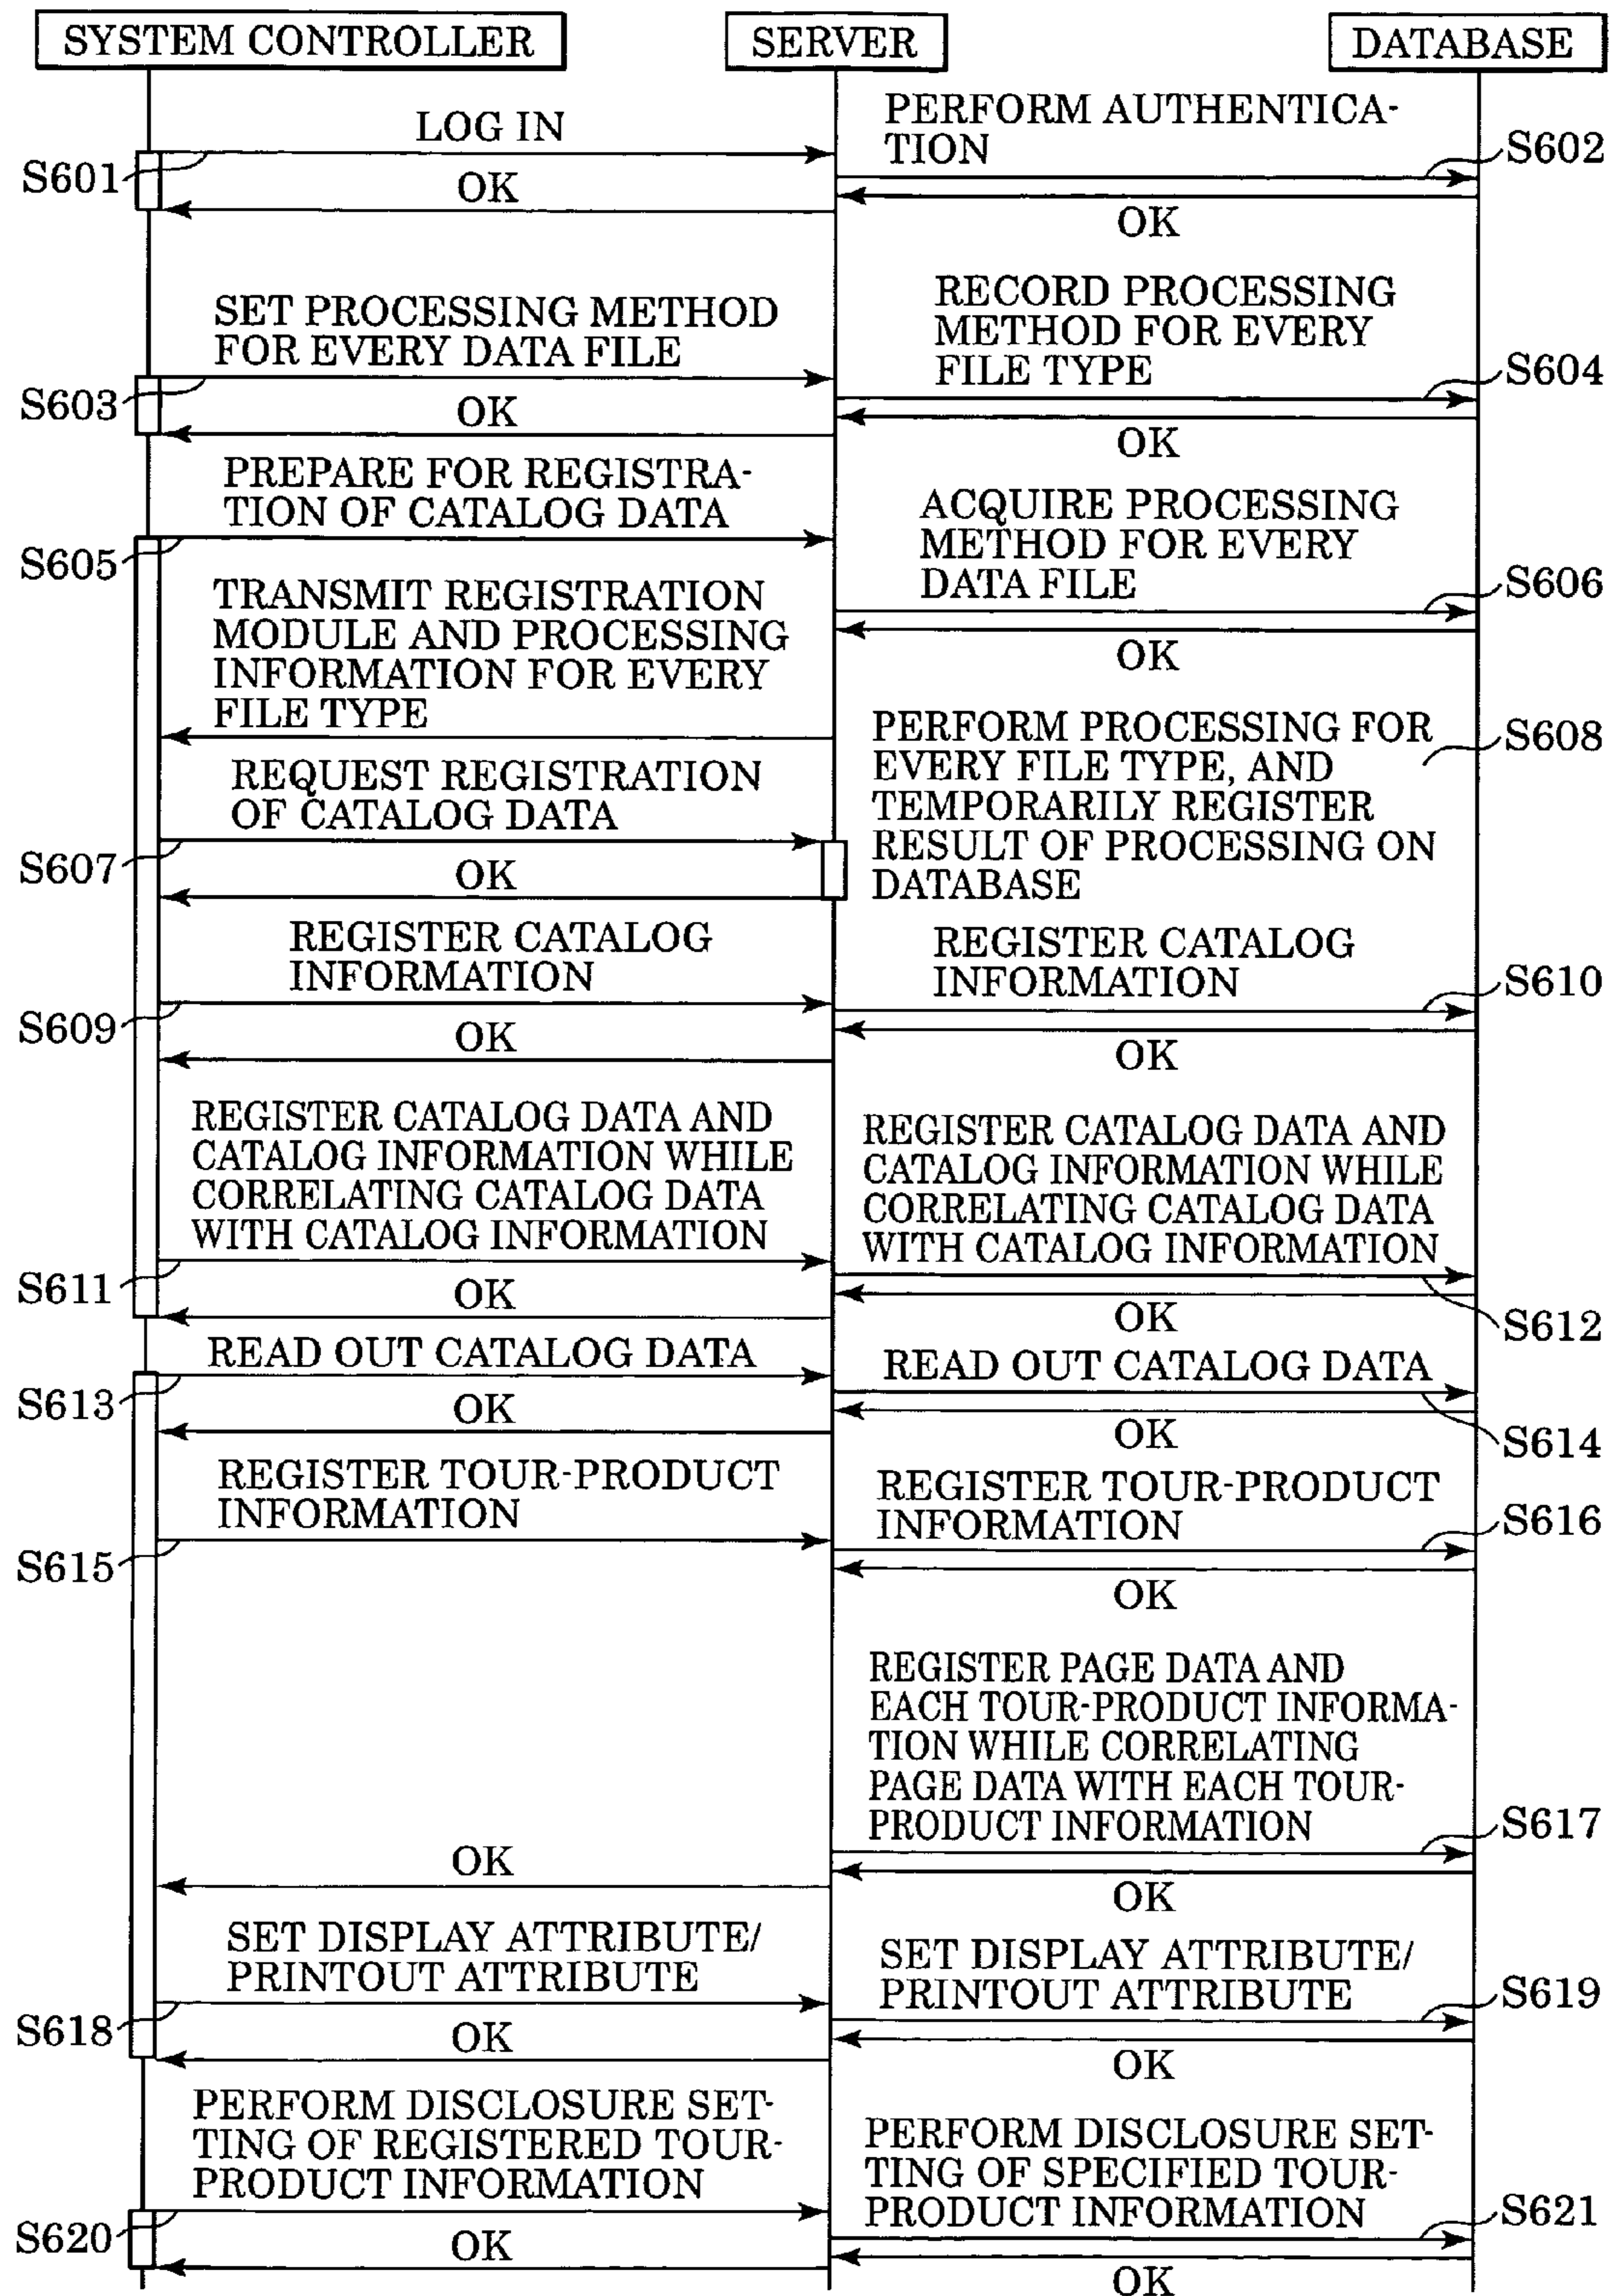 SYSTEM CONTROLLER
SERVER
DATABASE
LOG IN
PERFORM AUTHENTICA-
TION
S601
S602
OK
OK
SET PROCESSING METHOD
FOR EVERY DATA FILE
RECORD PROCESSING
METHOD FOR EVERY
FILE TYPE
S603
S604
OK
OK
PREPARE FOR REGISTRA-
TION OF CATALOG DATA
ACQUIRE PROCESSING
METHOD FOR EVERY
DATA FILE
S605
S606
OK
TRANSMIT REGISTRATION
MODULE AND PROCESSING
INFORMATION FOR EVERY
FILE TYPE
PERFORM PROCESSING FOR
EVERY FILE TYPE, AND
TEMPORARILY REGISTER
RESULT OF PROCESSING ON
DATABASE
S608
REQUEST REGISTRATION
OF CATALOG DATA
S607
OK
REGISTER CATALOG
INFORMATION
REGISTER CATALOG
INFORMATION
S609
S610
OK
OK
REGISTER CATALOG DATA AND
CATALOG INFORMATION WHILE
CORRELATING CATALOG DATA
WITH CATALOG INFORMATION
REGISTER CATALOG DATA AND
CATALOG INFORMATION WHILE
CORRELATING CATALOG DATA
WITH CATALOG INFORMATION
S611
S612
OK
OK
READ OUT CATALOG DATA
READ OUT CATALOG DATA
S613
S614
OK
OK
REGISTER TOUR-PRODUCT
INFORMATION
REGISTER TOUR-PRODUCT
INFORMATION
S615
S616
OK
REGISTER PAGE DATA AND
EACH TOUR-PRODUCT INFORMA-
TION WHILE CORRELATING
PAGE DATA WITH EACH TOUR-
PRODUCT INFORMATION
S617
OK
OK
SET DISPLAY ATTRIBUTE/
PRINTOUT ATTRIBUTE
SET DISPLAY ATTRIBUTE/
PRINTOUT ATTRIBUTE
S618
S619
OK
OK
PERFORM DISCLOSURE SET-
TING OF REGISTERED TOUR-
PRODUCT INFORMATION
PERFORM DISCLOSURE SET-
TING OF SPECIFIED TOUR-
PRODUCT INFORMATION
S620
S621
OK
OK